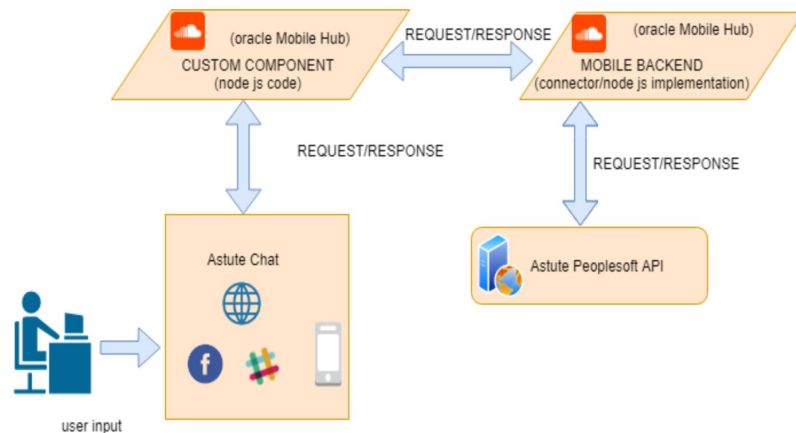 (oracle Mobile Hub)
CUSTOM COMPONENT
(node js code)
REQUEST/RESPONSE
(oracle Mobile Hub)
MOBILE BACKEND
(connector/node js implementation)
REQUEST/RESPONSE
REQUEST/RESPONSE
Astute Chat
f
Astute Peoplesoft API
user input